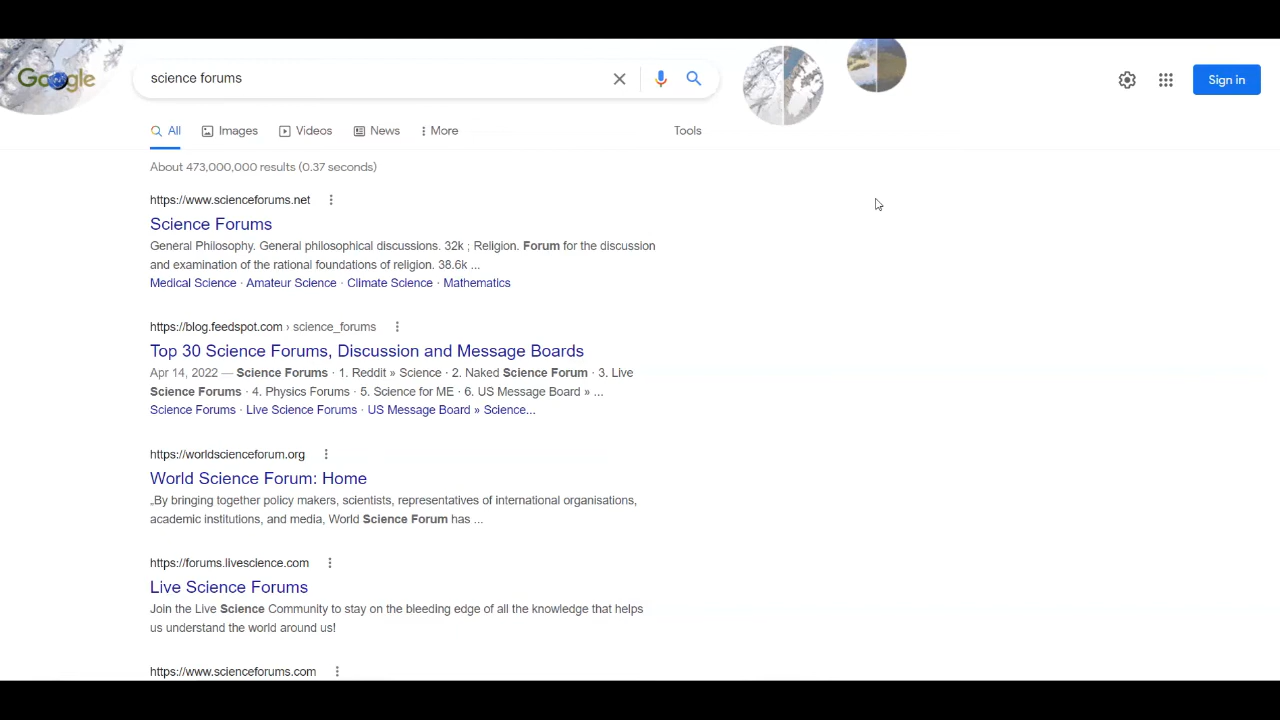 Google
science forums
Sign in
All Images Videos News More Tools
About 473,000,000 results (0.37 seconds)
https://www.scienceforums.net
Science Forums
General Philosophy. General philosophical discussions. 32k ; Religion. Forum for the discussion
and examination of the rational foundations of religion. 38.6k ...
Medical Science · Amateur Science · Climate Science · Mathematics
https://blog.feedspot.com › science_forums
Top 30 Science Forums, Discussion and Message Boards
Apr 14, 2022 — Science Forums · 1. Reddit » Science · 2. Naked Science Forum · 3. Live
Science Forums · 4. Physics Forums · 5. Science for ME · 6. US Message Board » ...
Science Forums · Live Science Forums · US Message Board » Science...
https://worldscienceforum.org
World Science Forum: Home
„By bringing together policy makers, scientists, representatives of international organisations,
academic institutions, and media, World Science Forum has ...
https://forums.livescience.com
Live Science Forums
Join the Live Science Community to stay on the bleeding edge of all the knowledge that helps
us understand the world around us!
https://www.scienceforums.com